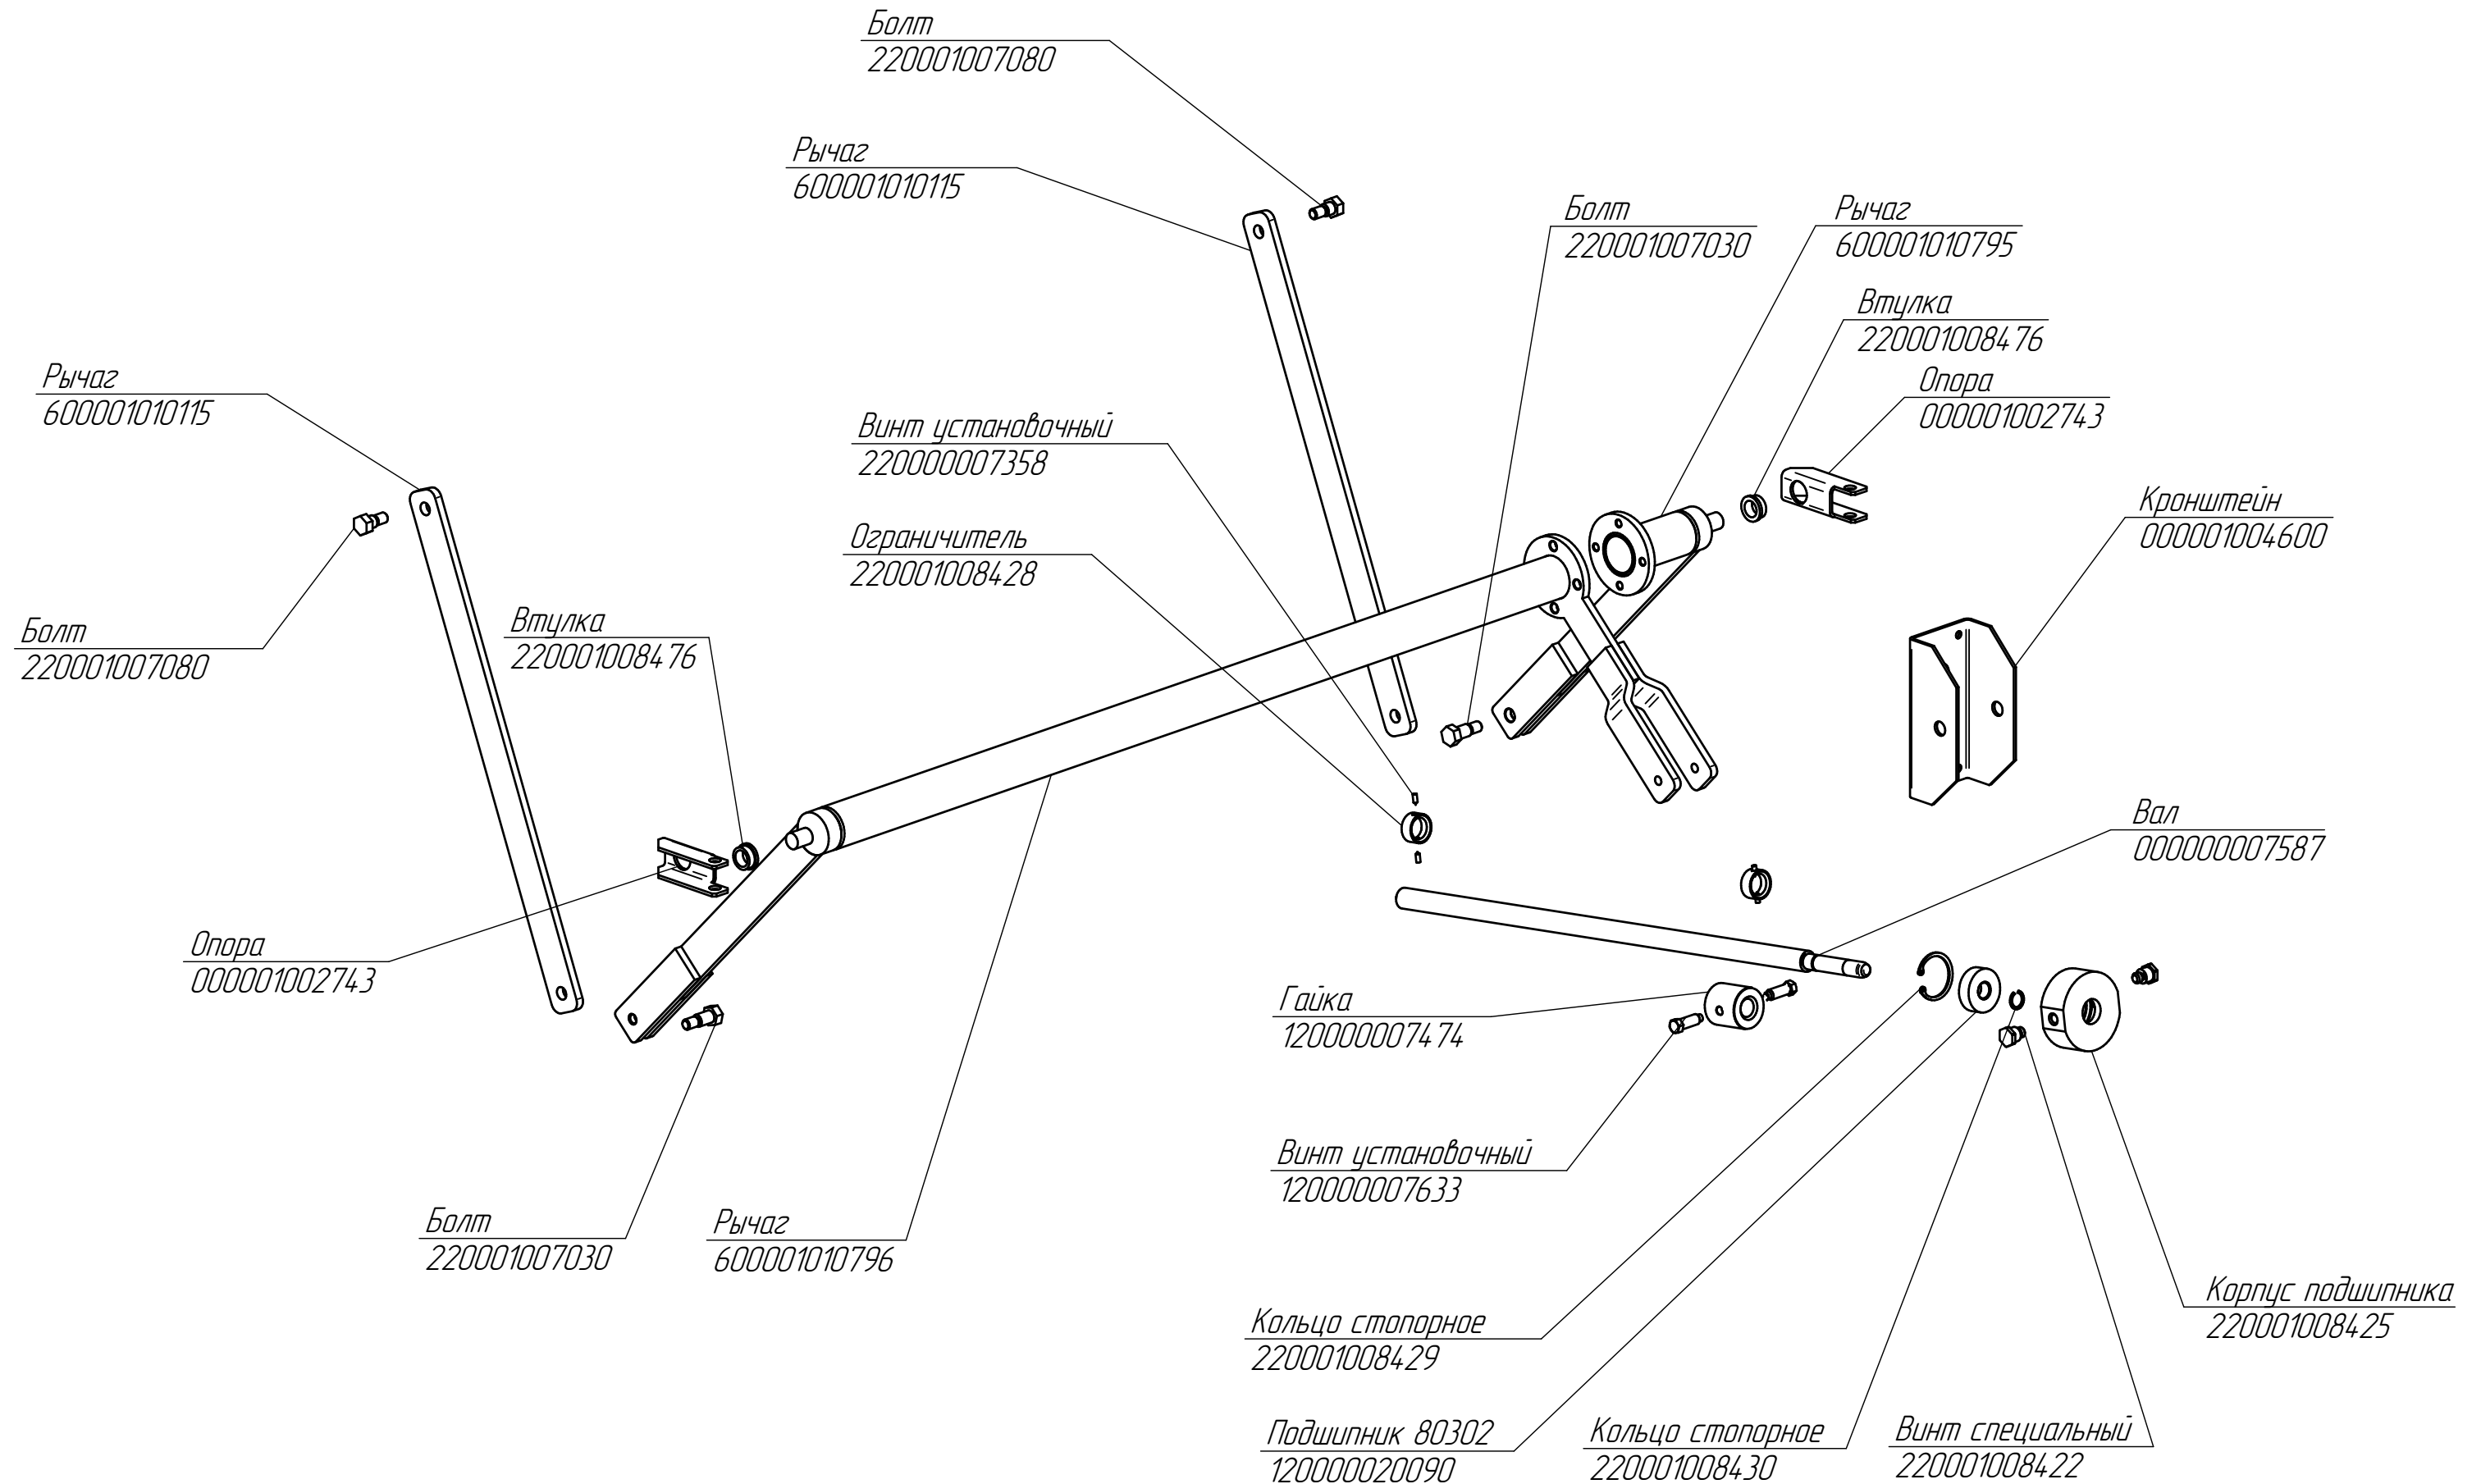 Болт
220001007080
Рычаг
600001010115
Болт
220001007030
Рычаг
600001010795
Втулка
220001008476
Опора
000001002743
Рычаг
600001010115
Винт установочный
220000007358
Кронштейн
000001004600
Ограничитель
220001008428
Болт
220001007080
Втулка
220001008476
Вал
000000007587
Опора
000001002743
Гайка
120000007474
Винт установочный
120000007633
Болт
220001007030
Рычаг
600001010796
Корпус подшипника
220001008425
Кольцо стопорное
220001008429
Подшипник 80302
120000020090
Кольцо стопорное
220001008430
Винт специальный
220001008422